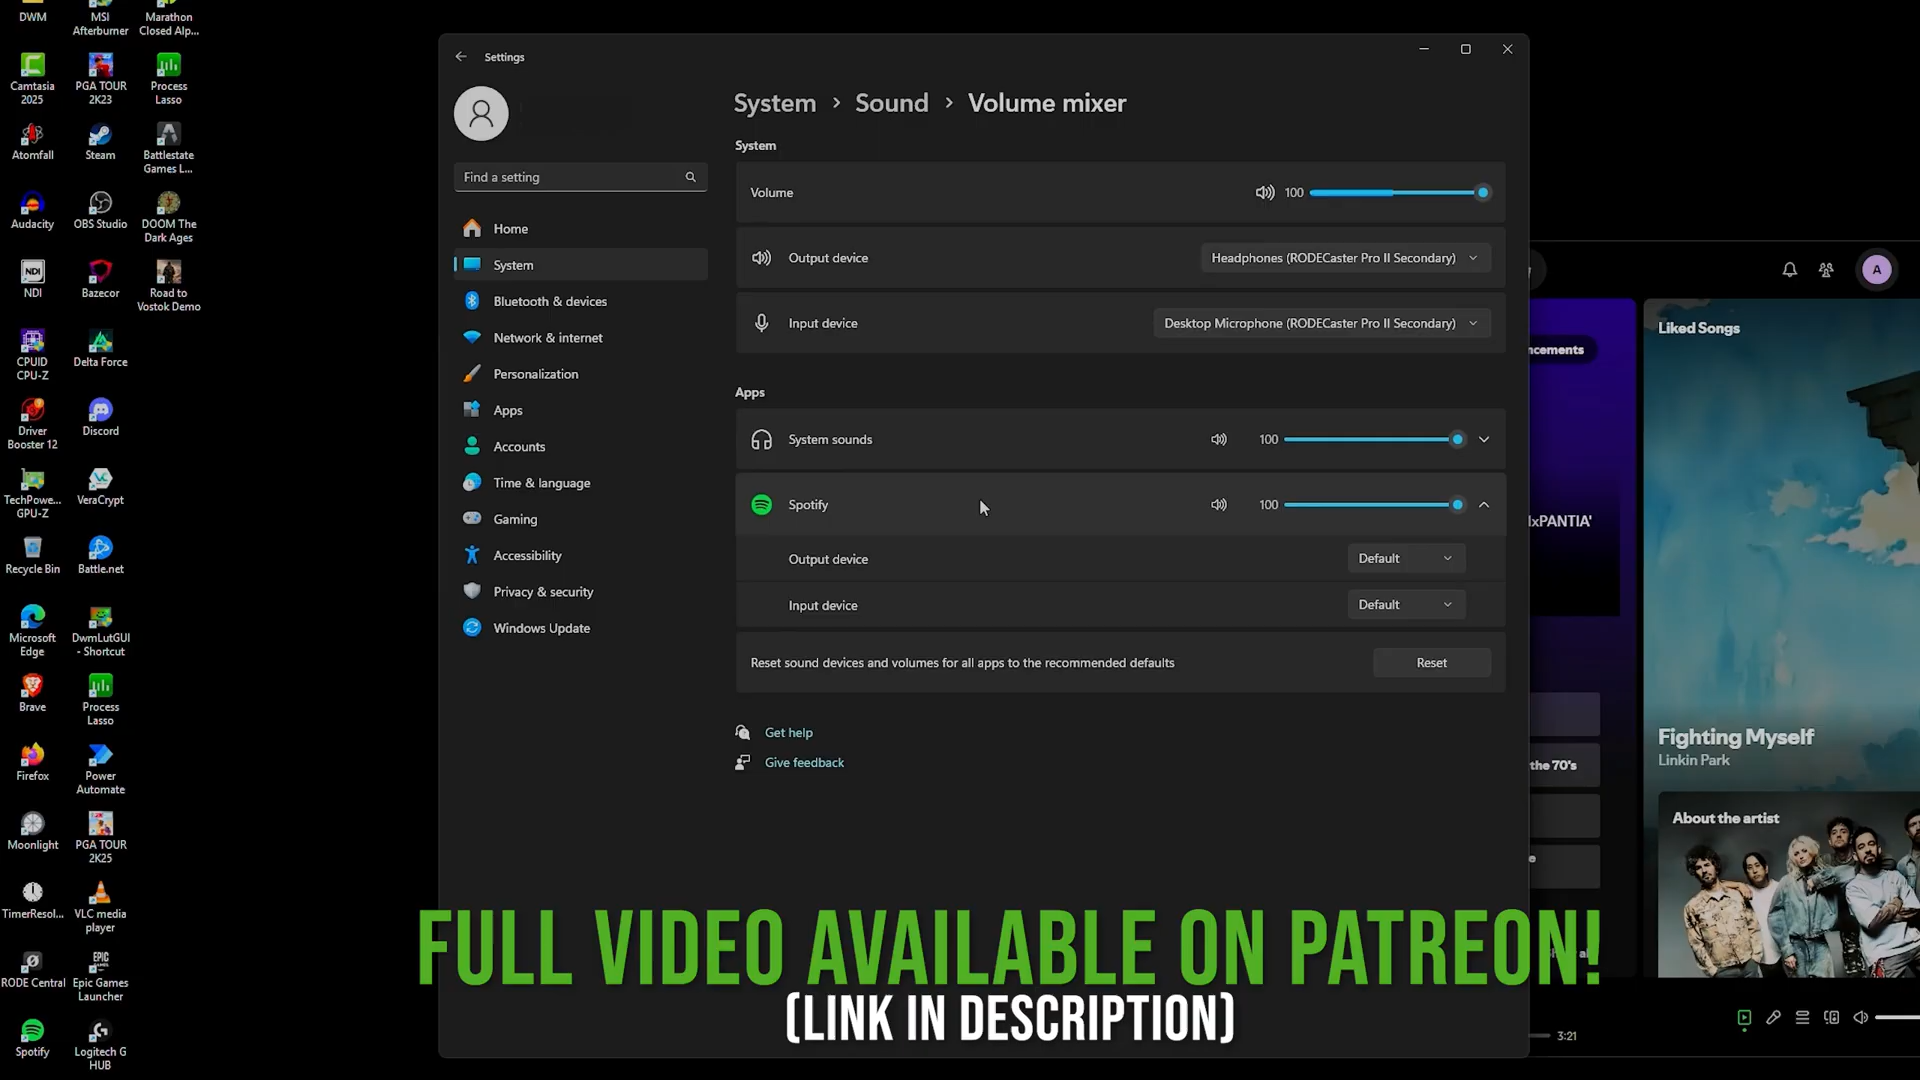 DWM
MSI
Afterburner
Marathon
Closed Alp...
Camtasia
2025
PGA TOUR
2K23
Process
Lasso
Atomfall
Steam
Battlestate
Games L...
Audacity
OBS Studio
DOOM The
Dark Ages
NDI
NDI
Bazecor
Road to
Vostok Demo
CPUID
CPU-Z
Delta Force
Driver
Booster 12
Discord
TechPowe...
GPU-Z
VeraCrypt
Recycle Bin
Battle.net
Microsoft
Edge
DwmLutGUI
- Shortcut
Brave
Process
Lasso
Firefox
Power
Automate
Moonlight
PGA TOUR
2K25
TimerResol...
VLC media
player
RODE Central
EPIC
GAMES
Epic Games
Launcher
Spotify
Logitech G
HUB
Settings
Find a setting
Home
System
Bluetooth & devices
Network & internet
Personalization
Apps
Accounts
Time & language
Gaming
Accessibility
Privacy & security
Windows Update
System > Sound > Volume mixer
System
Volume
100
Output device
Headphones (RODECaster Pro II Secondary)
Input device
Desktop Microphone (RODECaster Pro II Secondary)
Apps
System sounds
100
Spotify
100
Output device
Default
Input device
Default
Reset sound devices and volumes for all apps to the recommended defaults
Reset
Get help
Give feedback
A
ncements
xPANTIA'
the 70's
e
Liked Songs
Fighting Myself
Linkin Park
About the artist
3:21
FULL VIDEO AVAILABLE ON PATREON!
(LINK IN DESCRIPTION)